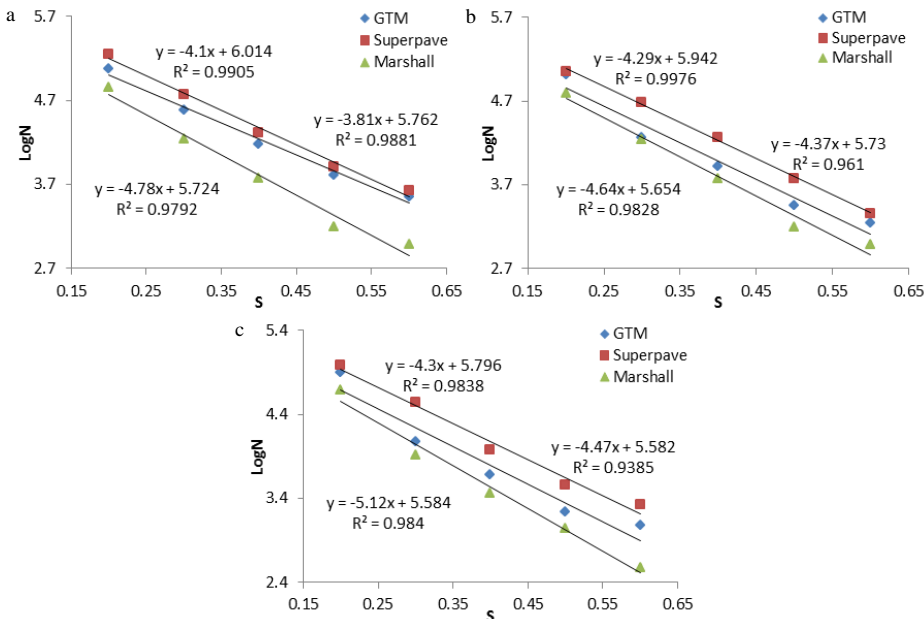 a
5.7
4.7
3.7
2.7
LogN
0.15
0.25
0.35
0.45
0.55
0.65
S
GTM
Superpave
Marshall
y = -4.1x + 6.014
R² = 0.9905
y = -3.81x + 5.762
R² = 0.9881
y = -4.78x + 5.724
R² = 0.9792
b
5.7
4.7
3.7
2.7
LogN
0.15
0.25
0.35
0.45
0.55
0.65
S
GTM
Superpave
Marshall
y = -4.29x + 5.942
R² = 0.9976
y = -4.37x + 5.73
R² = 0.961
y = -4.64x + 5.654
R² = 0.9828
c
5.4
4.4
3.4
2.4
LogN
0.15
0.25
0.35
0.45
0.55
0.65
S
GTM
Superpave
Marshall
y = -4.3x + 5.796
R² = 0.9838
y = -4.47x + 5.582
R² = 0.9385
y = -5.12x + 5.584
R² = 0.984